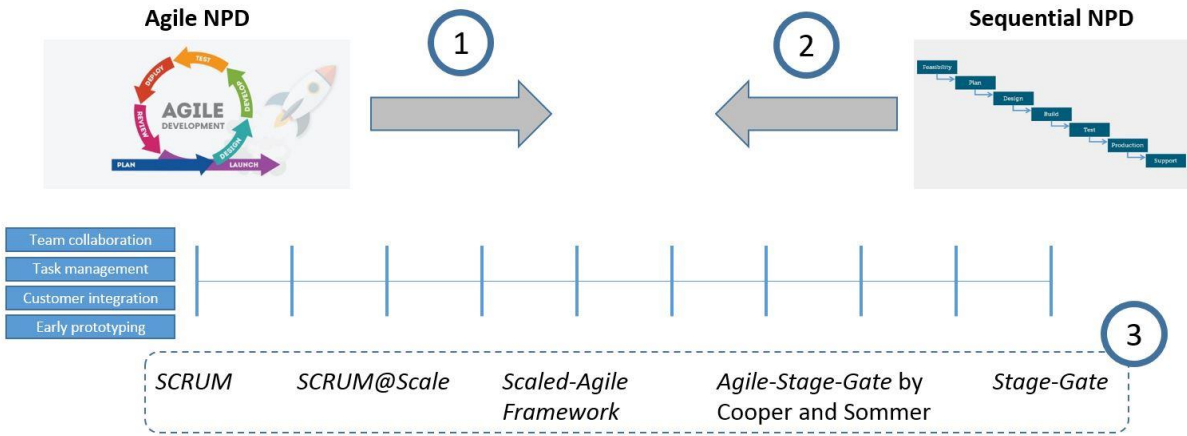 Agile NPD
1
2
Sequential NPD
TEST
DEPLOY
DEVELOP
AGILE
DEVELOPMENT
REVIEW
DESIGN
PLAN
LAUNCH
Feasibility
Plan
Design
Build
Test
Production
Support
Team collaboration
Task management
Customer integration
Early prototyping
3
SCRUM
SCRUM@Scale
Scaled-Agile
Framework
Agile-Stage-Gate by
Cooper and Sommer
Stage-Gate